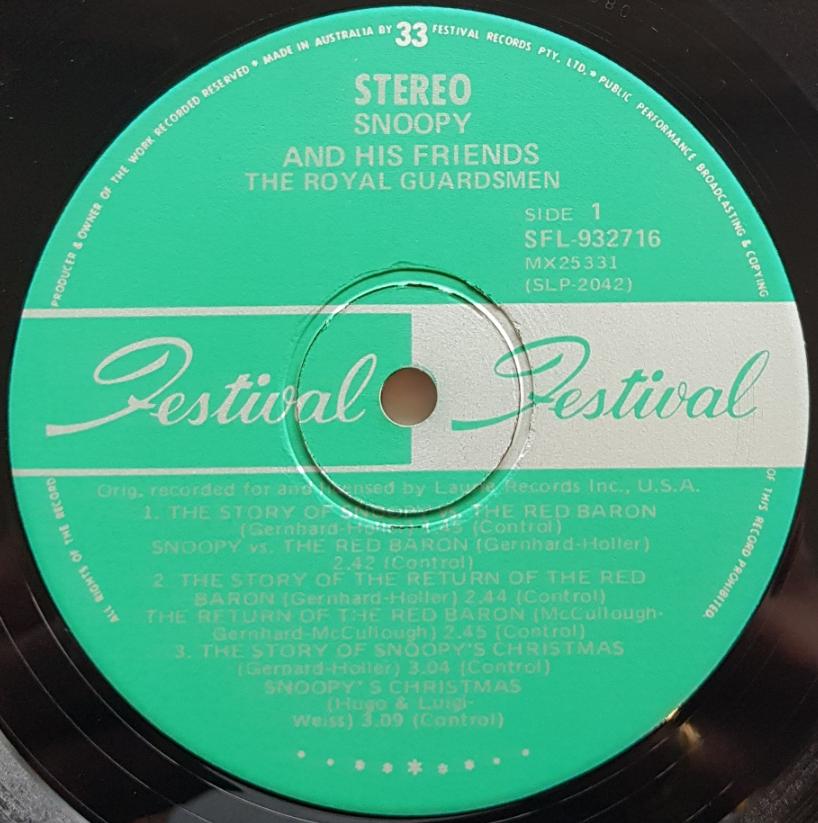 PRODUCER & OWNER OF THE WORK RECORDED RESERVED * MADE IN AUSTRALIA BY 33 FESTIVAL RECORDS PTY. LTD. * PUBLIC PERFORMANCE BROADCASTING & COPYING
STEREO
SNOOPY
AND HIS FRIENDS
THE ROYAL GUARDSMEN
SIDE 1
SFL-932716
MX25331
(SLP-2042)
Festival Festival
Orig. recorded for and licensed by Laurie Records Inc., U.S.A.
1. THE STORY OF SNOOPY vs. THE RED BARON
(Gernhard-Holler) 4.45 (Control)
SNOOPY vs. THE RED BARON (Gernhard-Holler)
2.42 (Control)
2. THE STORY OF THE RETURN OF THE RED
BARON (Gernhard-Holler) 2.44 (Control)
THE RETURN OF THE RED BARON (McCullough-
Gernhard-McCullough) 2.45 (Control)
3. THE STORY OF SNOOPY'S CHRISTMAS
(Gernard-Holler) 3.04 (Control)
SNOOPY'S CHRISTMAS
(Hugo & Luigi-
Weiss) 3.09 (Control)
ALL RIGHTS OF THE RECORD
OF THIS RECORD PROHIBITED.